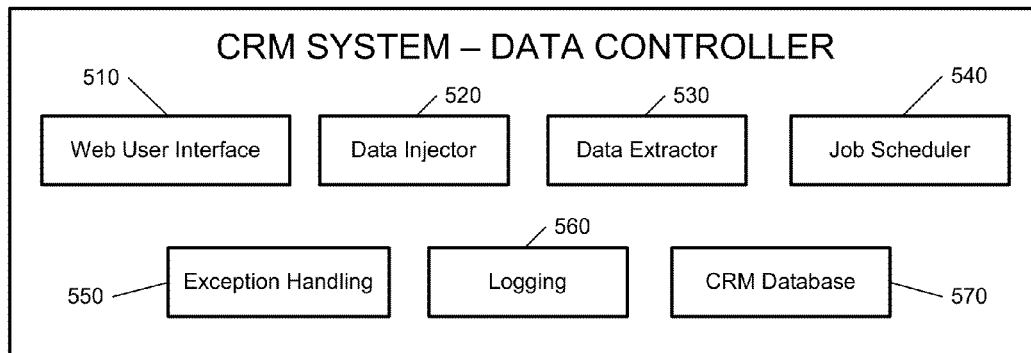 CRM SYSTEM – DATA CONTROLLER
510
520
530
540
Web User Interface
Data Injector
Data Extractor
Job Scheduler
560
Exception Handling
Logging
CRM Database
550
570